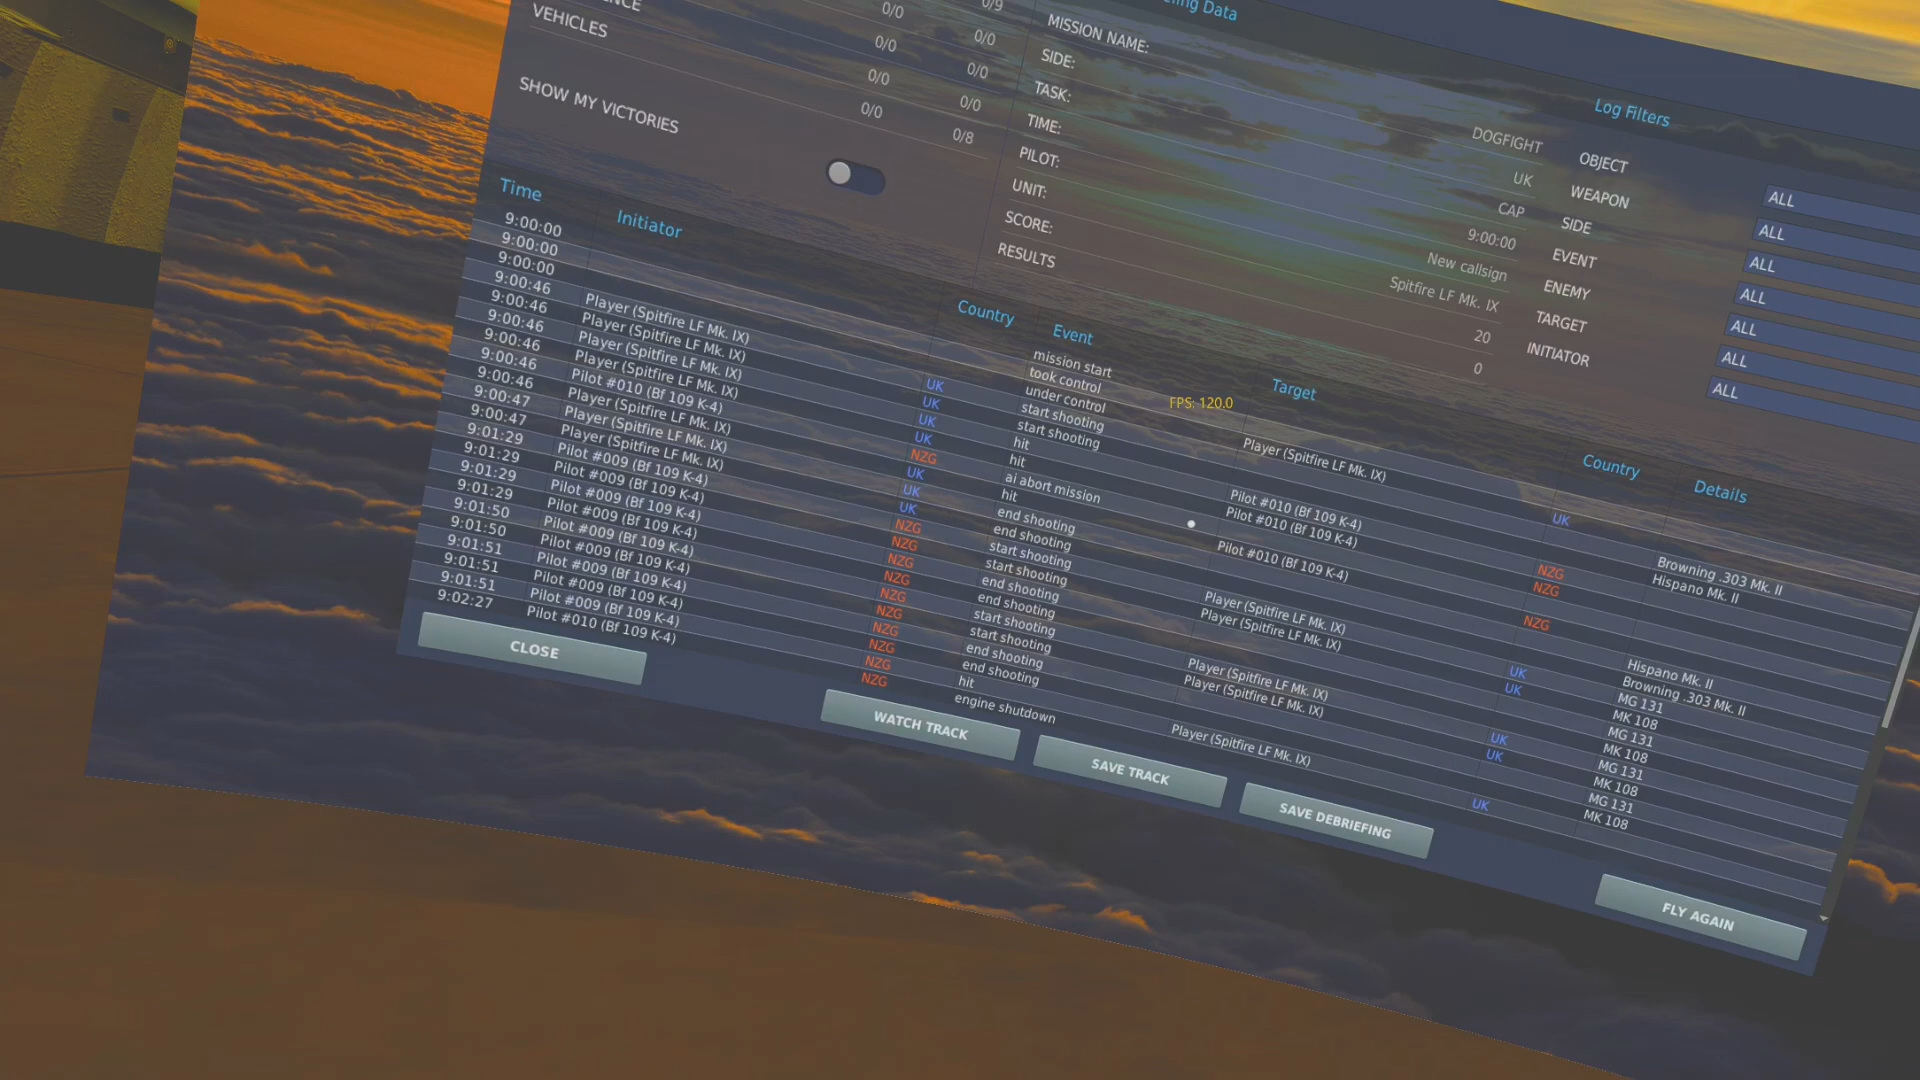 VEHICLES
0/0
0/9
0/0
0/0
0/0
0/0
0/0
0/0
0/0
0/8
SHOW MY VICTORIES
MISSION NAME:
SIDE:
TASK:
TIME:
PILOT:
UNIT:
SCORE:
RESULTS
DOGFIGHT
UK
CAP
9:00:00
New callsign
Spitfire LF Mk. IX
20
0
Log Filters
OBJECT
WEAPON
SIDE
EVENT
ENEMY
TARGET
INITIATOR
ALL
ALL
ALL
ALL
ALL
ALL
ALL
Time
9:00:00
9:00:00
9:00:00
9:00:46
9:00:46
9:00:46
9:00:46
9:00:46
9:00:46
9:00:47
9:00:47
9:01:29
9:01:29
9:01:29
9:01:29
9:01:50
9:01:50
9:01:51
9:01:51
9:01:51
9:02:27
Initiator
Player (Spitfire LF Mk. IX)
Player (Spitfire LF Mk. IX)
Player (Spitfire LF Mk. IX)
Player (Spitfire LF Mk. IX)
Pilot #010 (Bf 109 K-4)
Player (Spitfire LF Mk. IX)
Player (Spitfire LF Mk. IX)
Player (Spitfire LF Mk. IX)
Pilot #009 (Bf 109 K-4)
Pilot #009 (Bf 109 K-4)
Pilot #009 (Bf 109 K-4)
Pilot #009 (Bf 109 K-4)
Pilot #009 (Bf 109 K-4)
Pilot #009 (Bf 109 K-4)
Pilot #009 (Bf 109 K-4)
Pilot #009 (Bf 109 K-4)
Pilot #009 (Bf 109 K-4)
Pilot #010 (Bf 109 K-4)
Country
UK
UK
UK
UK
NZG
UK
UK
UK
NZG
NZG
NZG
NZG
NZG
NZG
NZG
NZG
NZG
NZG
Event
mission start
took control
under control
start shooting
start shooting
hit
hit
ai abort mission
hit
end shooting
end shooting
start shooting
start shooting
end shooting
end shooting
start shooting
start shooting
end shooting
end shooting
hit
engine shutdown
FPS: 120.0
Target
Player (Spitfire LF Mk. IX)
Pilot #010 (Bf 109 K-4)
Pilot #010 (Bf 109 K-4)
Pilot #010 (Bf 109 K-4)
Player (Spitfire LF Mk. IX)
Player (Spitfire LF Mk. IX)
Player (Spitfire LF Mk. IX)
Player (Spitfire LF Mk. IX)
Player (Spitfire LF Mk. IX)
Country
UK
NZG
NZG
NZG
UK
UK
UK
UK
UK
Details
Browning .303 Mk. II
Hispano Mk. II
Hispano Mk. II
Browning .303 Mk. II
MG 131
MK 108
MG 131
MK 108
MG 131
MK 108
MG 131
MK 108
CLOSE
WATCH TRACK
SAVE TRACK
SAVE DEBRIEFING
FLY AGAIN